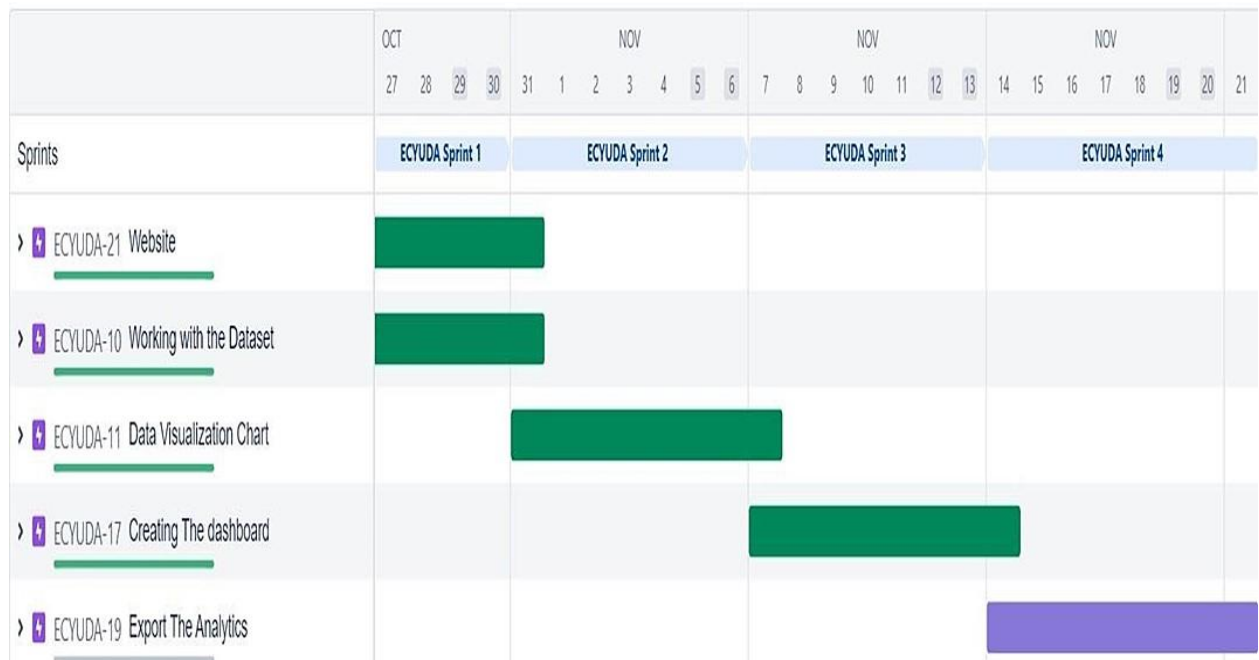 OCT NOV NOV NOV
27 28 29 30 31 1 2 3 4 5 6 7 8 9 10 11 12 13 14 15 16 17 18 19 20 21
Sprints ECYUDA Sprint 1 ECYUDA Sprint 2 ECYUDA Sprint 3 ECYUDA Sprint 4
ECYUDA-21 Website
ECYUDA-10 Working with the Dataset
ECYUDA-11 Data Visualization Chart
ECYUDA-17 Creating The dashboard
ECYUDA-19 Export The Analytics